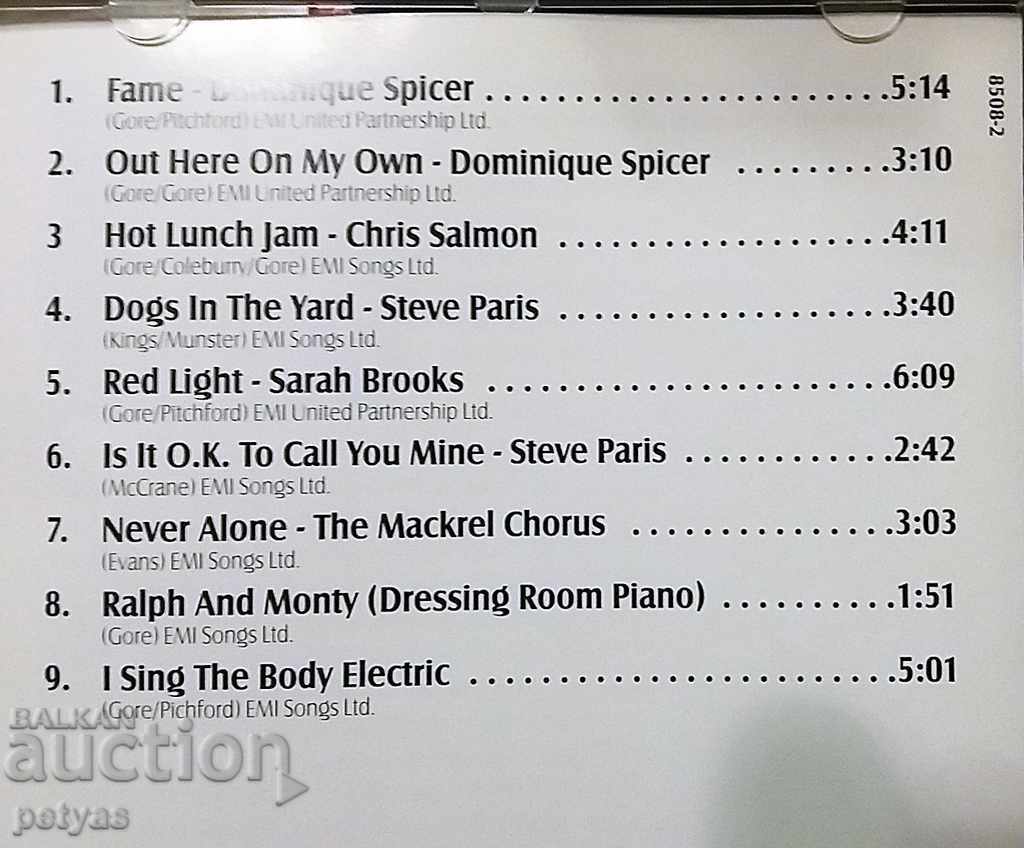 1. Fame - Dominique Spicer ........................5:14
(Gore/Pitchford) EMI United Partnership Ltd.
2. Out Here On My Own - Dominique Spicer .........3:10
(Gore/Gore) EMI United Partnership Ltd.
3 Hot Lunch Jam - Chris Salmon ....................4:11
(Gore/Coleburry/Gore) EMI Songs Ltd.
4. Dogs In The Yard - Steve Paris ....................3:40
(Kings/Munster) EMI Songs Ltd.
5. Red Light - Sarah Brooks ........................6:09
(Gore/Pitchford) EMI United Partnership Ltd.
6. Is It O.K. To Call You Mine - Steve Paris ............2:42
(McCrane) EMI Songs Ltd.
7. Never Alone - The Mackrel Chorus ................3:03
(Evans) EMI Songs Ltd.
8. Ralph And Monty (Dressing Room Piano) ..........1:51
(Gore) EMI Songs Ltd.
9. I Sing The Body Electric .........................5:01
(Gore/Pichford) EMI Songs Ltd.
8508-2
BALKAN
auction
petyas